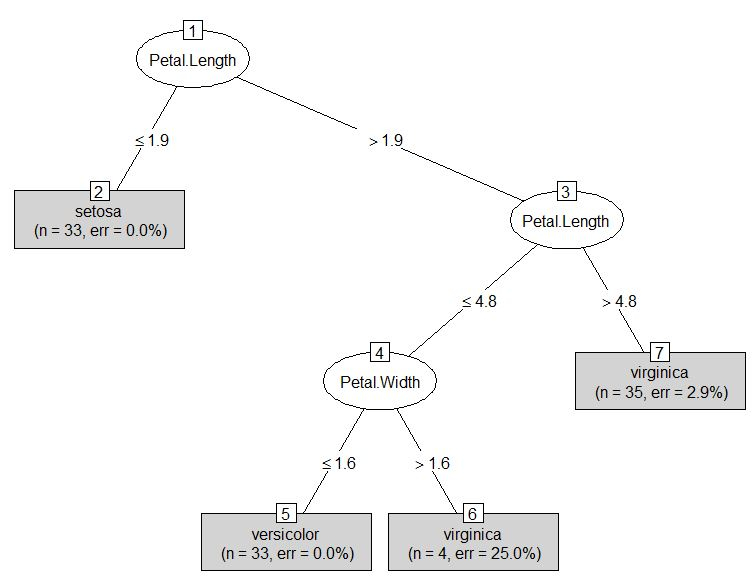 1
Petal.Length
≤ 1.9
> 1.9
2
setosa
(n = 33, err = 0.0%)
3
Petal.Length
≤ 4.8
> 4.8
4
Petal.Width
7
virginica
(n = 35, err = 2.9%)
≤ 1.6
> 1.6
5
versicolor
(n = 33, err = 0.0%)
6
virginica
(n = 4, err = 25.0%)